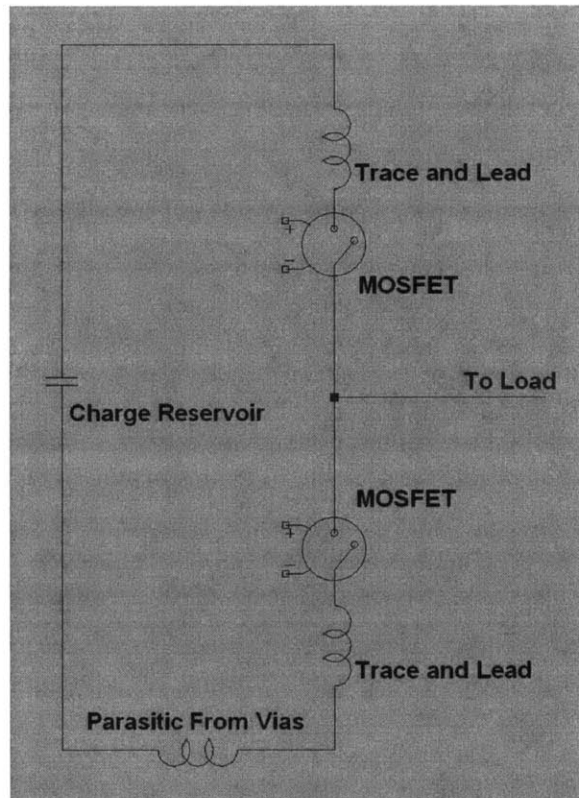 Trace and Lead
+
−
MOSFET
To Load
Charge Reservoir
MOSFET
+
−
Trace and Lead
Parasitic From Vias